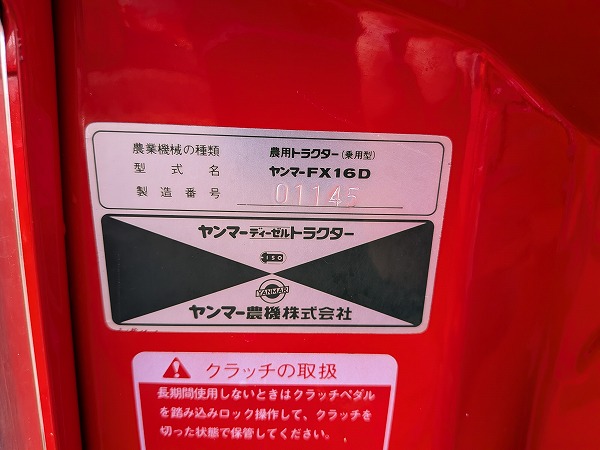 農業機械の種類 農用トラクター(乗用型)
型式名 ヤンマーFX16D
製造番号 01145
ヤンマーディーゼルトラクター
ISO
YANMAR
ヤンマー農機株式会社
クラッチの取扱
長期間使用しないときはクラッチペダル
を踏み込みロック操作して、クラッチを
切った状態で保管してください。